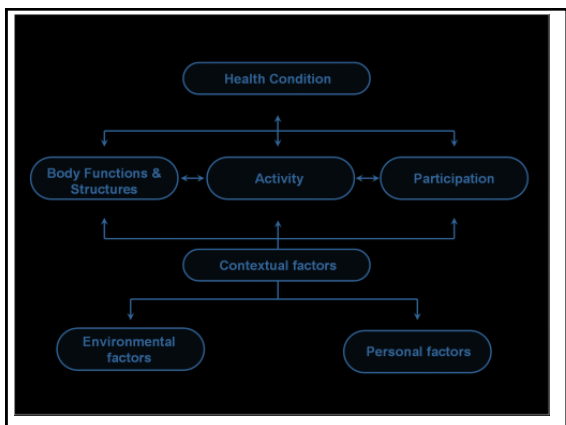 Health Condition
Body Functions &
Structures
Activity
Participation
Contextual factors
Environmental
factors
Personal factors